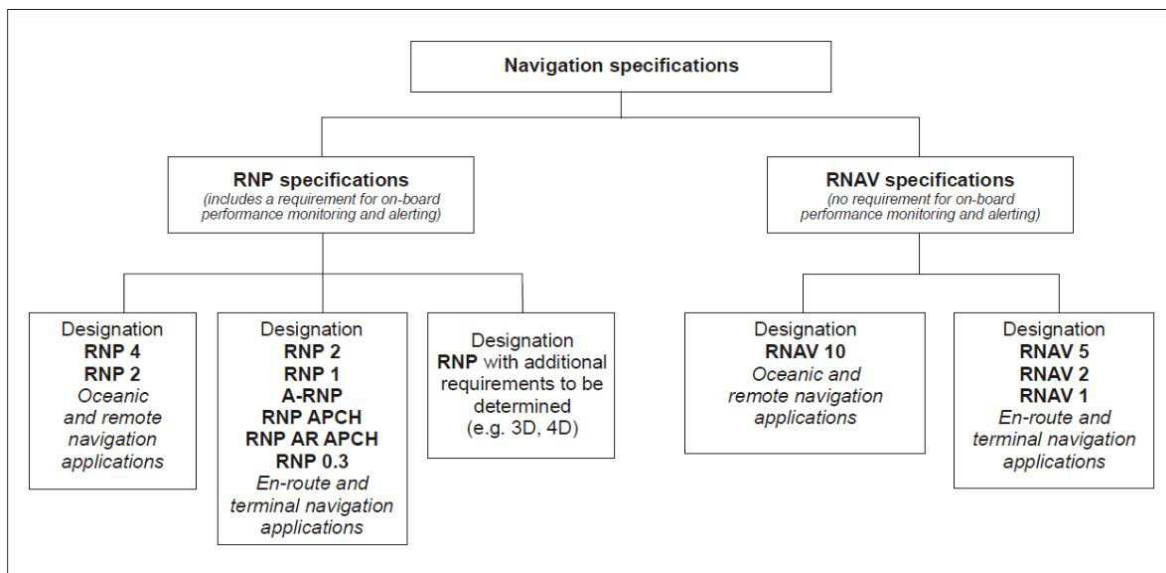 Navigation specifications
RNP specifications
(includes a requirement for on-board
performance monitoring and alerting)
RNAV specifications
(no requirement for on-board
performance monitoring and alerting)
Designation
RNP 4
RNP 2
Oceanic
and remote
navigation
applications
Designation
RNP 2
RNP 1
A-RNP
RNP APCH
RNP AR APCH
RNP 0.3
En-route and
terminal navigation
applications
Designation
RNP with additional
requirements to be
determined
(e.g. 3D, 4D)
Designation
RNAV 10
Oceanic and
remote navigation
applications
Designation
RNAV 5
RNAV 2
RNAV 1
En-route and
terminal navigation
applications